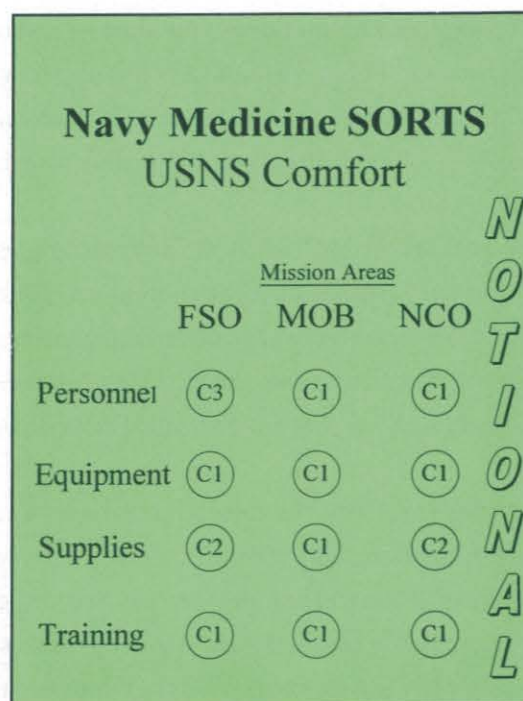 Navy Medicine SORTS
USNS Comfort
Mission Areas
FSO MOB NCO
Personnel C3 C1 C1
Equipment C1 C1 C1
Supplies C2 C1 C2
Training C1 C1 C1
NOTIONAL